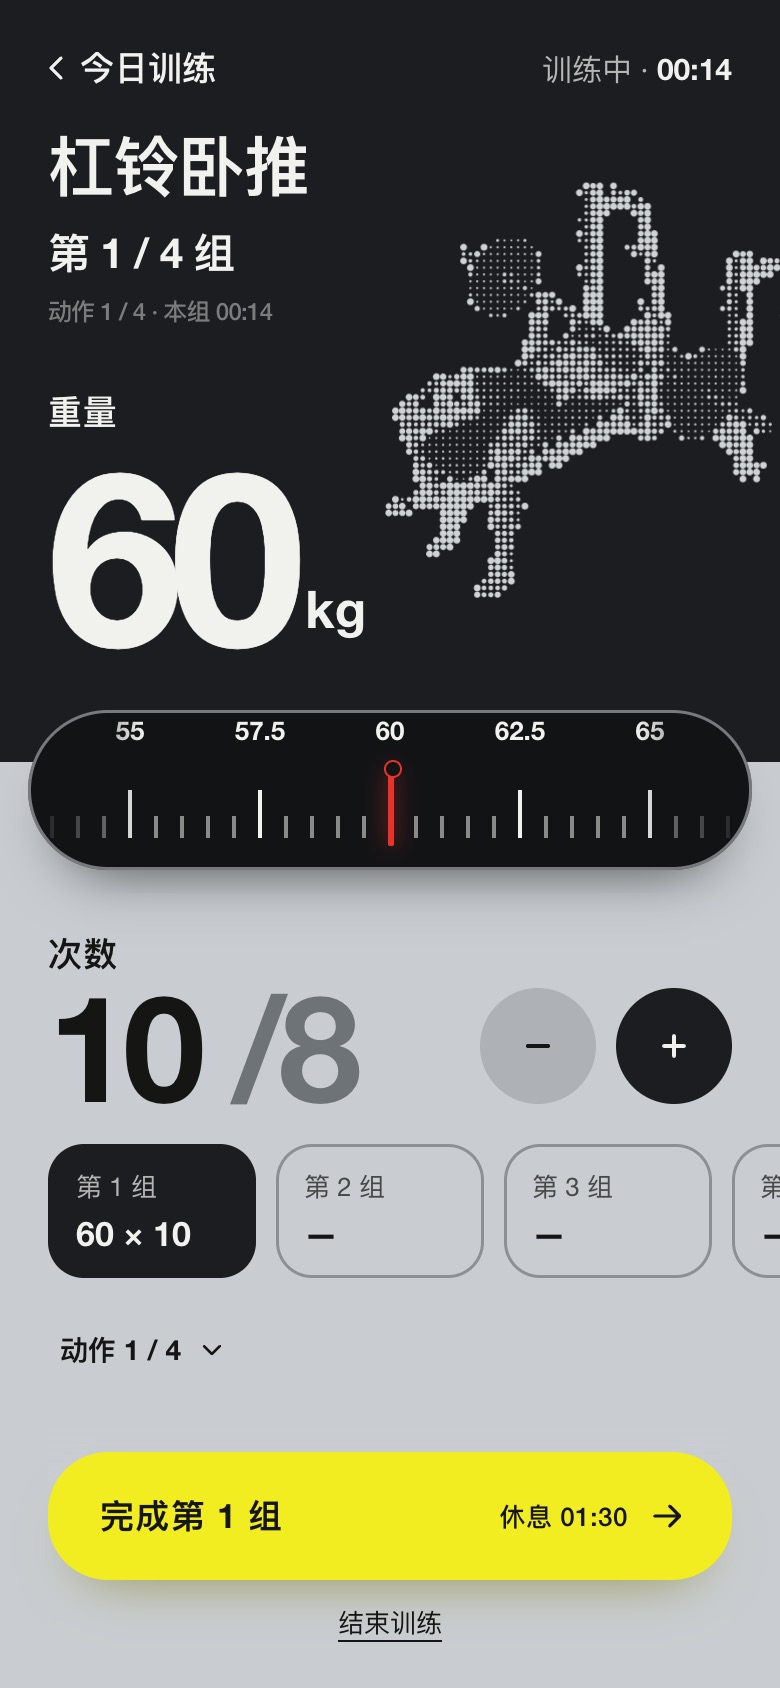 今日训练
训练中 · 00:14
杠铃卧推
第 1 / 4 组
动作 1 / 4 · 本组 00:14
重量
60kg
55 57.5 60 62.5 65
次数
10 /8
− +
第 1 组 第 2 组 第 3 组 第
60 × 10 – – –
动作 1 / 4
完成第 1 组 休息 01:30 →
结束训练